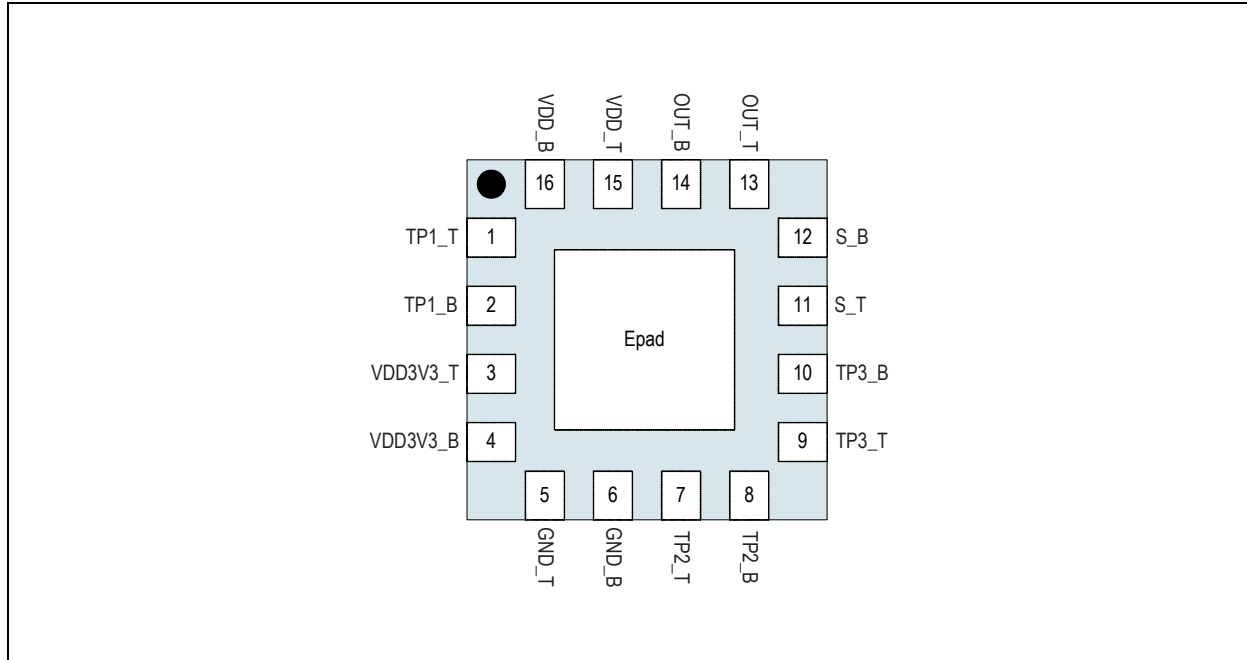 VDD_B VDD_T OUT_B OUT_T
16 15 14 13
TP1_T 1 12 S_B
TP1_B 2 11 S_T
Epad
VDD3V3_T 3 10 TP3_B
VDD3V3_B 4 9 TP3_T
5 6 7 8
GND_T GND_B TP2_T TP2_B